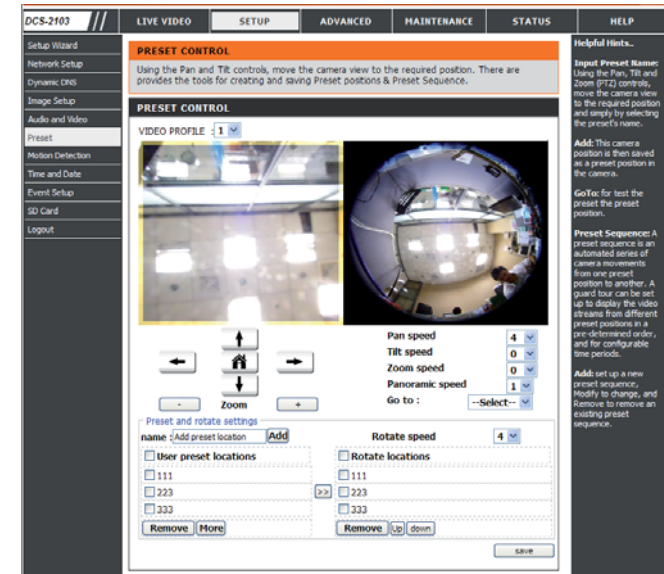 DCS-2103
LIVE VIDEO SETUP ADVANCED MAINTENANCE STATUS HELP
Setup Wizard
Network Setup
Dynamic DNS
Image Setup
Audio and Video
Preset
Motion Detection
Time and Date
Event Setup
SD Card
Logout
PRESET CONTROL
Using the Pan and Tilt controls, move the camera view to the required position. There are
provides the tools for creating and saving Preset positions & Preset Sequence.
PRESET CONTROL
VIDEO PROFILE : 1
Pan speed 4
Tilt speed 0
Zoom speed 0
Panoramic speed 1
Go to : --Select--
- Zoom +
Preset and rotate settings
name : Add preset location Add
Rotate speed 4
User preset locations
111
223
333
Remove More
>>
Rotate locations
111
223
333
Remove Up down
save
Helpful Hints..
Input Preset Name:
Using the Pan, Tilt and
Zoom (PTZ) controls,
move the camera view
to the required position
and simply by selecting
the preset's name.
Add: This camera
position is then saved
as a preset position in
the camera.
GoTo: for test the
preset the preset
position.
Preset Sequence: A
preset sequence is an
automated series of
camera movements
from one preset
position to another. A
guard tour can be set
up to display the video
streams from different
preset positions in a
pre-determined order,
and for configurable
time periods.
Add: set up a new
preset sequence,
Modify to change, and
Remove to remove an
existing preset
sequence.